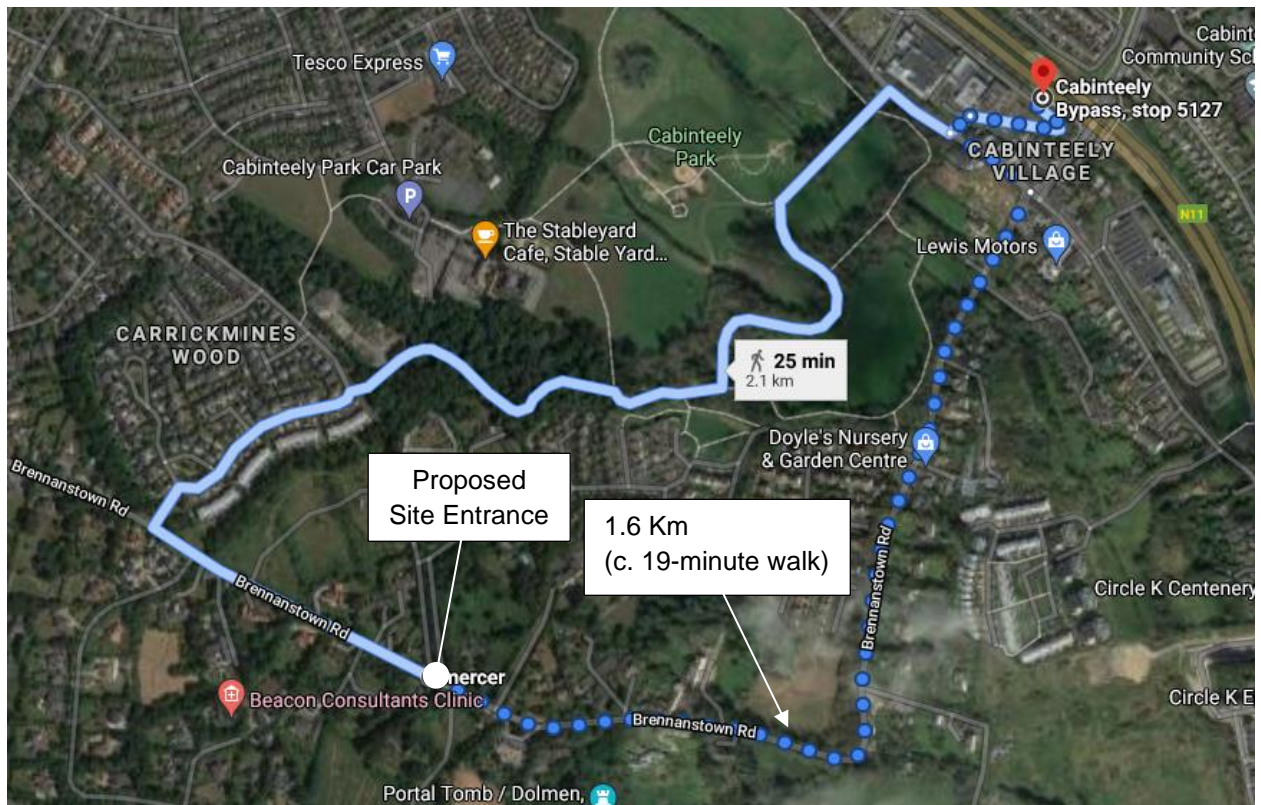 Tesco Express
Cabinteely
Bypass, stop 5127
Cabinteely
Park
CABINTEELY
VILLAGE
Cabinteely Park Car Park
P
N11
The Stableyard
Cafe, Stable Yard...
Lewis Motors
CARRICKMINES
WOOD
25 min
2.1 km
Doyle's Nursery
& Garden Centre
Brennanstown Rd
Proposed
Site Entrance
1.6 Km
(c. 19-minute walk)
Brennanstown Rd
Circle K Centenery
Brennanstown Rd
mercer
Beacon Consultants Clinic
Circle K E
Brennanstown Rd
Portal Tomb / Dolmen,